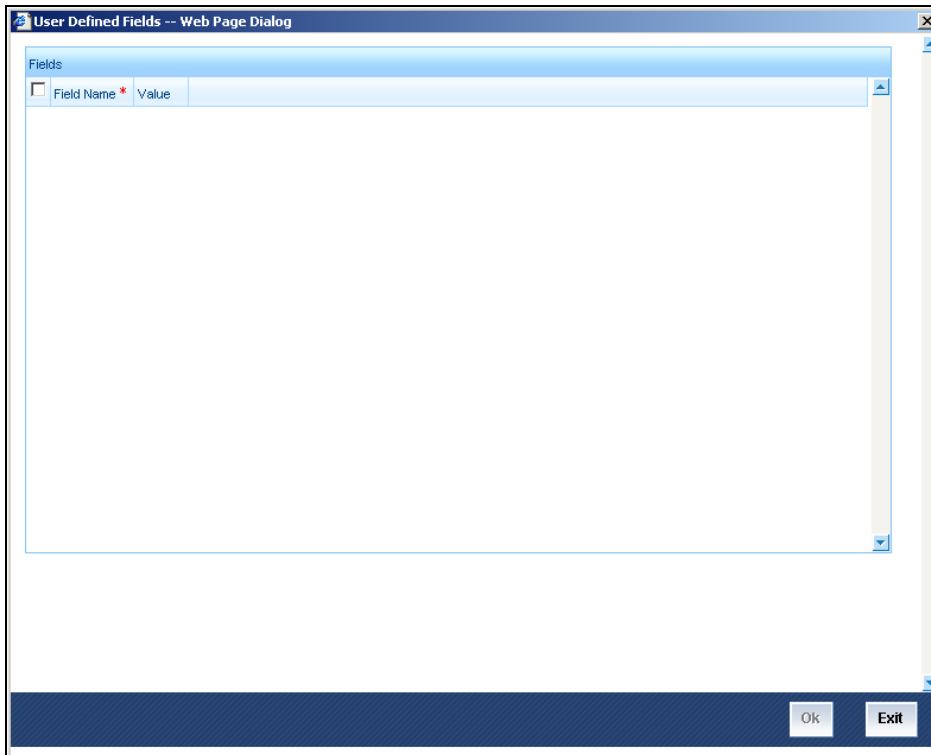 User Defined Fields -- Web Page Dialog
Fields
Field Name * Value
Ok Exit